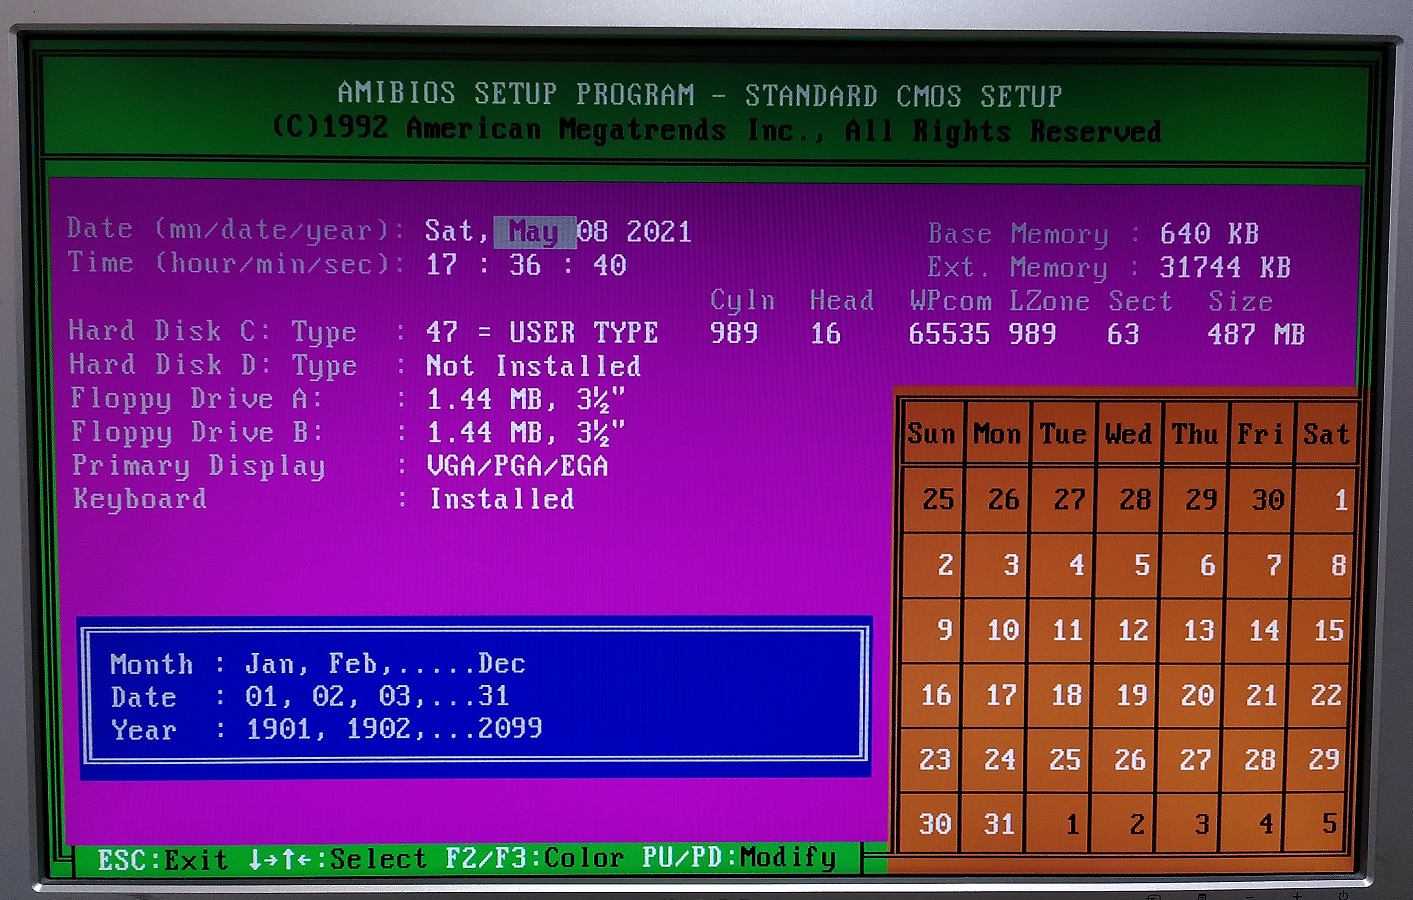 AMIBIOS SETUP PROGRAM - STANDARD CMOS SETUP
(C)1992 American Megatrends Inc., All Rights Reserved
Date (mn/date/year): Sat, May 08 2021 Base Memory : 640 KB
Time (hour/min/sec): 17 : 36 : 40 Ext. Memory : 31744 KB
Cyln Head WPcom LZone Sect Size
Hard Disk C: Type : 47 = USER TYPE 989 16 65535 989 63 487 MB
Hard Disk D: Type : Not Installed
Floppy Drive A: : 1.44 MB, 3½"
Floppy Drive B: : 1.44 MB, 3½"
Primary Display : VGA/PGA/EGA
Keyboard : Installed
Sun Mon Tue Wed Thu Fri Sat
25 26 27 28 29 30 1
2 3 4 5 6 7 8
9 10 11 12 13 14 15
16 17 18 19 20 21 22
23 24 25 26 27 28 29
30 31 1 2 3 4 5
Month : Jan, Feb,.....Dec
Date : 01, 02, 03,...31
Year : 1901, 1902,...2099
ESC:Exit ↓→↑←:Select F2/F3:Color PU/PD:Modify